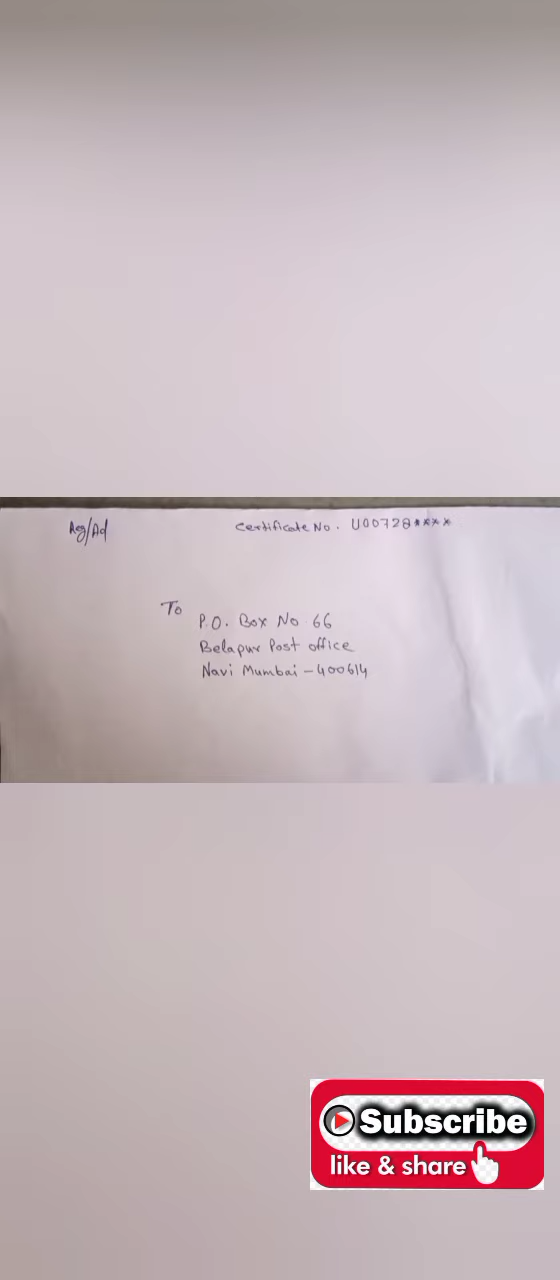 Reg/Ad
Certificate No. U00728****
To
P.O. Box No 66
Belapur Post office
Navi Mumbai - 400614
Subscribe
like & share